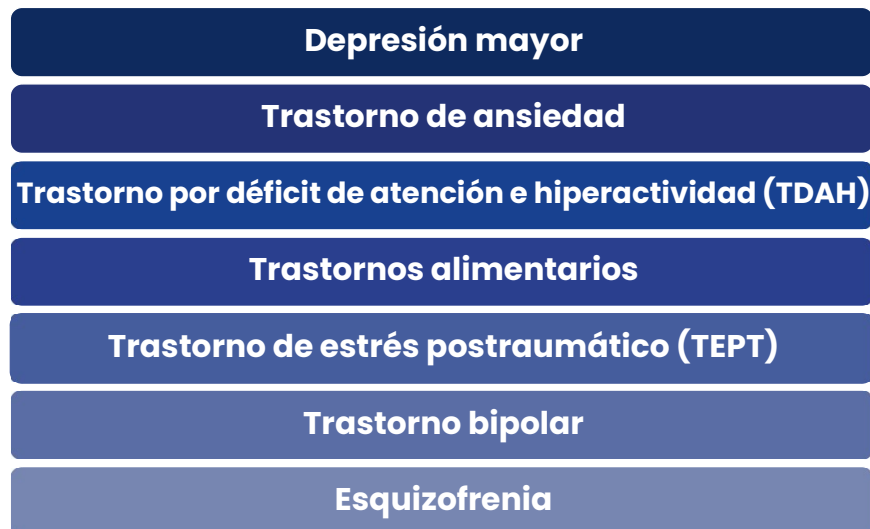 Depresión mayor
Trastorno de ansiedad
Trastorno por déficit de atención e hiperactividad (TDAH)
Trastornos alimentarios
Trastorno de estrés postraumático (TEPT)
Trastorno bipolar
Esquizofrenia